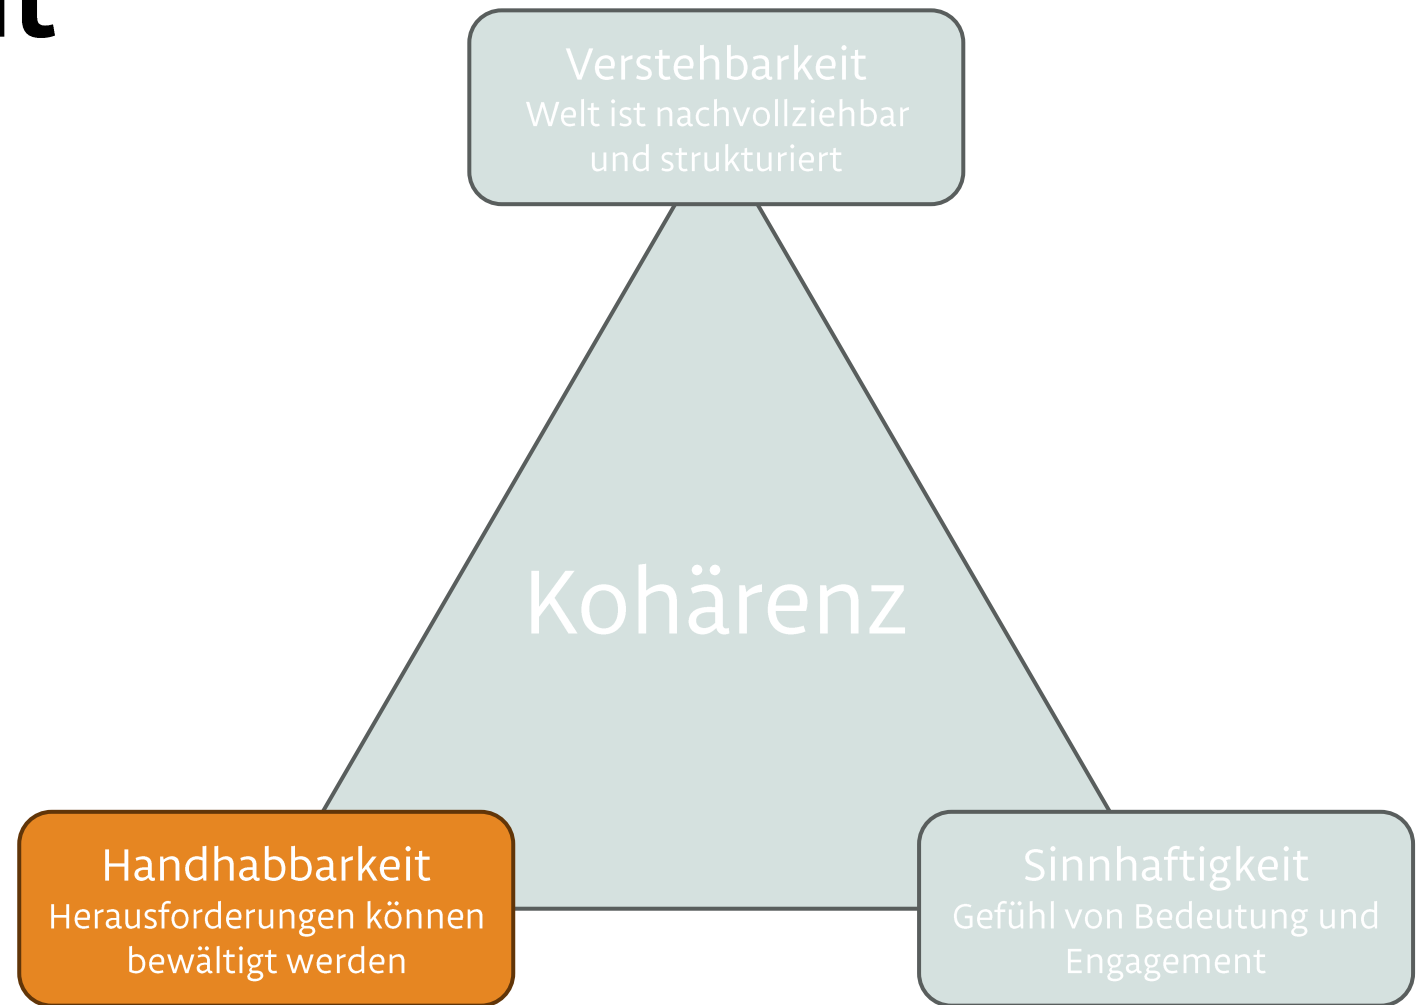 Verstehbarkeit
Welt ist nachvollziehbar
und strukturiert
Kohärenz
Handhabbarkeit
Herausforderungen können
bewältigt werden
Sinnhaftigkeit
Gefühl von Bedeutung und
Engagement